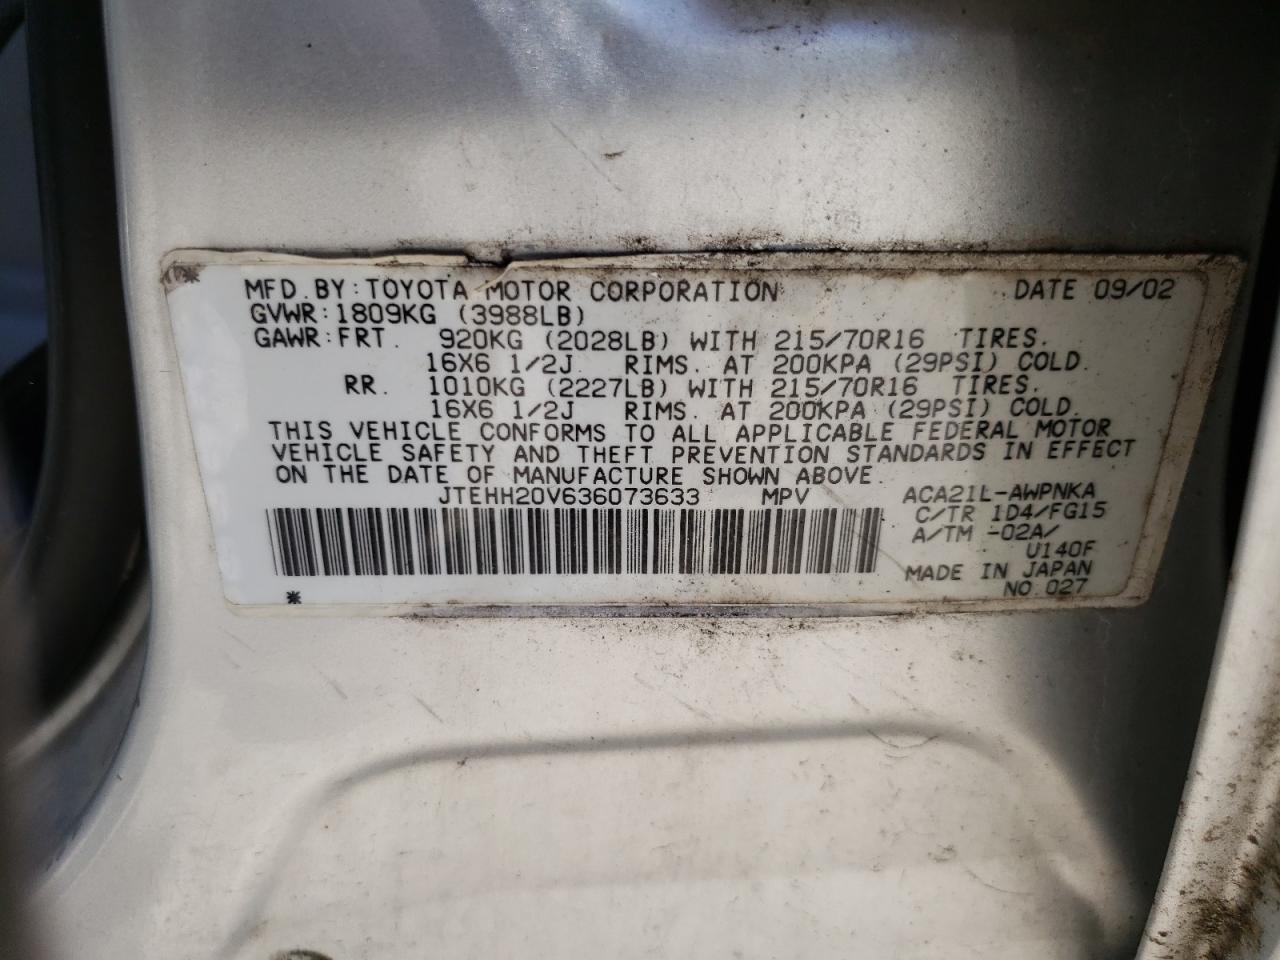 MFD. BY: TOYOTA MOTOR CORPORATION DATE 09/02
GVWR: 1809KG (3988LB)
GAWR: FRT. 920KG (2028LB) WITH 215/70R16 TIRES.
16X6 1/2J RIMS. AT 200KPA (29PSI) COLD.
RR. 1010KG (2227LB) WITH 215/70R16 TIRES.
16X6 1/2J RIMS. AT 200KPA (29PSI) COLD.
THIS VEHICLE CONFORMS TO ALL APPLICABLE FEDERAL MOTOR
VEHICLE SAFETY AND THEFT PREVENTION STANDARDS IN EFFECT
ON THE DATE OF MANUFACTURE SHOWN ABOVE.
JTEHH20V636073633 MPV ACA21L-AWPNKA
C/TR 1D4/FG15
A/TM -02A/
U140F
MADE IN JAPAN
NO. 027